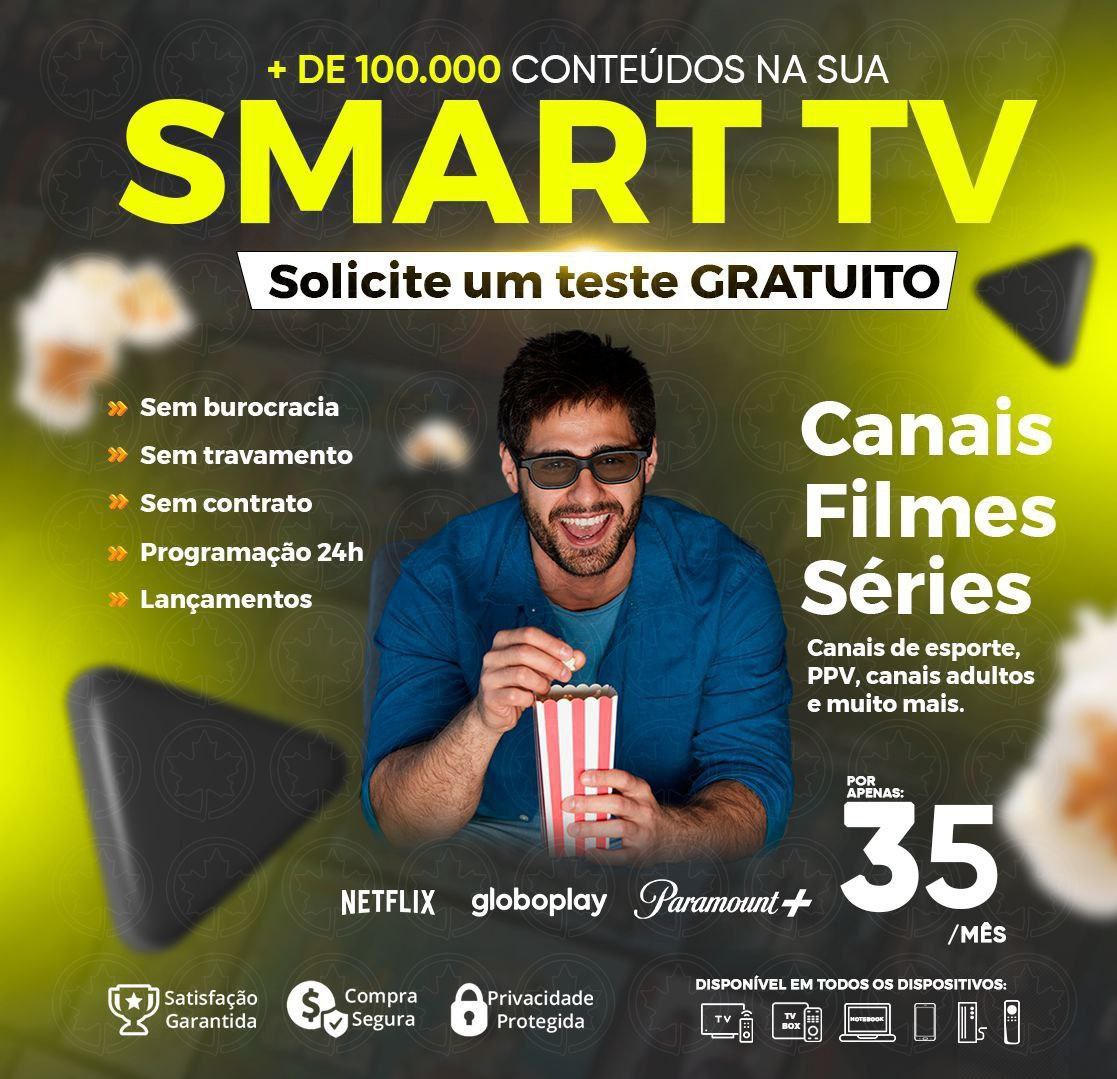 + DE 100.000 CONTEÚDOS NA SUA
SMART TV
Solicite um teste GRATUITO
Sem burocracia
Sem travamento
Sem contrato
Programação 24h
Lançamentos
Canais
Filmes
Séries
Canais de esporte,
PPV, canais adultos
e muito mais.
POR
APENAS:
35
/MÊS
NETFLIX
globoplay
Paramount+
Satisfação
Garantida
Compra
Segura
Privacidade
Protegida
DISPONÍVEL EM TODOS OS DISPOSITIVOS:
TV
TV
BOX
NOTEBOOK